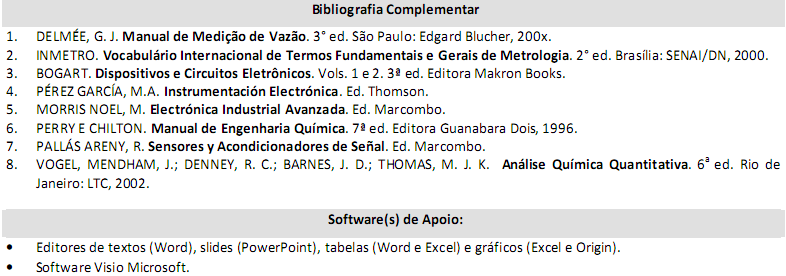 Bibliografia Complementar
1. DELMÉE, G. J. Manual de Medição de Vazão. 3° ed. São Paulo: Edgard Blucher, 200x.
2. INMETRO. Vocabulário Internacional de Termos Fundamentais e Gerais de Metrologia. 2° ed. Brasília: SENAI/DN, 2000.
3. BOGART. Dispositivos e Circuitos Eletrônicos. Vols. 1 e 2. 3ª ed. Editora Makron Books.
4. PÉREZ GARCÍA, M.A. Instrumentación Electrónica. Ed. Thomson.
5. MORRIS NOEL, M. Electrónica Industrial Avanzada. Ed. Marcombo.
6. PERRY E CHILTON. Manual de Engenharia Química. 7ª ed. Editora Guanabara Dois, 1996.
7. PALLÁS ARENY, R. Sensores y Acondicionadores de Señal. Ed. Marcombo.
8. VOGEL, MENDHAM, J.; DENNEY, R. C.; BARNES, J. D.; THOMAS, M. J. K. Análise Química Quantitativa. 6ª ed. Rio de
Janeiro: LTC, 2002.
Software(s) de Apoio:
• Editores de textos (Word), slides (PowerPoint), tabelas (Word e Excel) e gráficos (Excel e Origin).
• Software Visio Microsoft.